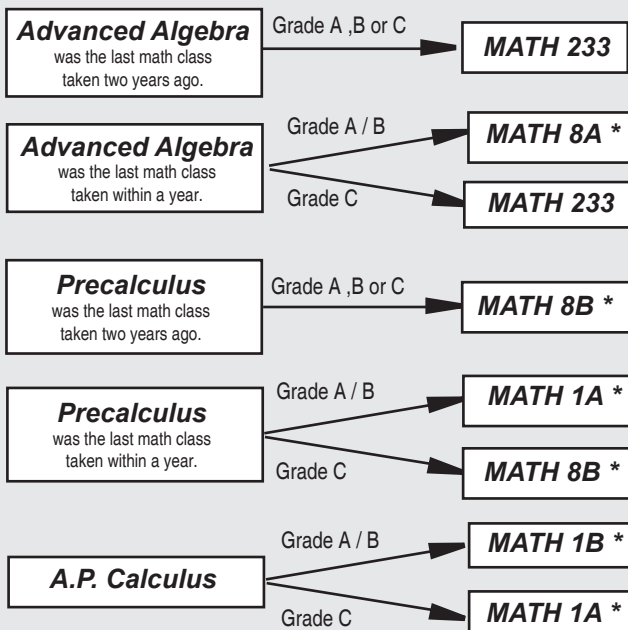 Advanced Algebra
was the last math class
taken two years ago.
Grade A ,B or C
MATH 233
Advanced Algebra
was the last math class
taken within a year.
Grade A / B
MATH 8A *
Grade C
MATH 233
Precalculus
was the last math class
taken two years ago.
Grade A ,B or C
MATH 8B *
Precalculus
was the last math class
taken within a year.
Grade A / B
MATH 1A *
Grade C
MATH 8B *
A.P. Calculus
Grade A / B
MATH 1B *
Grade C
MATH 1A *